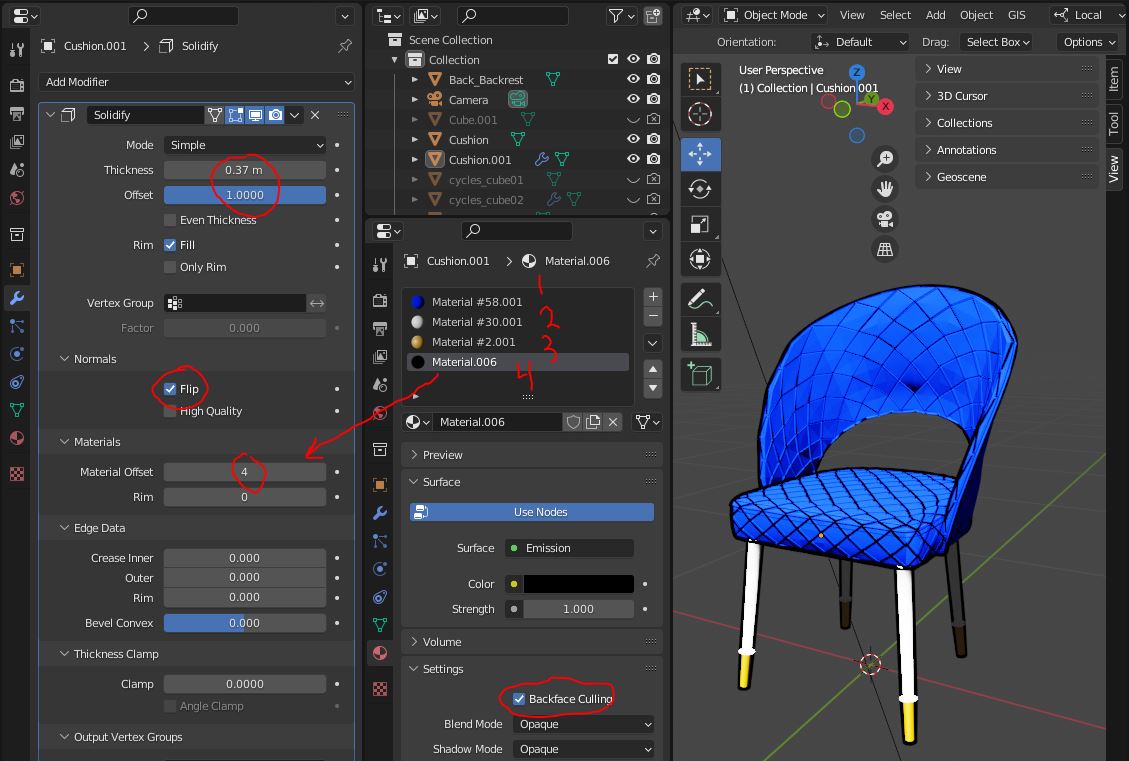 Cushion.001 > Solidify
Add Modifier
Solidify
Mode Simple
Thickness 0.37 m
Offset 1.0000
Even Thickness
Rim Fill
Only Rim
Vertex Group
Factor 0.000
Normals
Flip
High Quality
Materials
Material Offset 4
Rim 0
Edge Data
Crease Inner 0.000
Outer 0.000
Rim 0.000
Bevel Convex 0.000
Thickness Clamp
Clamp 0.0000
Angle Clamp
Output Vertex Groups
Scene Collection
Collection
Back_Backrest
Camera
Cube.001
Cushion
Cushion.001
cycles_cube01
cycles_cube02
Cushion.001 > Material.006
1
Material #58.001
2
Material #30.001
3
Material #2.001
4
Material.006
Material.006
Preview
Surface
Use Nodes
Surface Emission
Color
Strength 1.000
Volume
Settings
Backface Culling
Blend Mode Opaque
Shadow Mode Opaque
Object Mode View Select Add Object GIS Local
Orientation: Default Drag: Select Box Options
User Perspective
(1) Collection | Cushion.001
Z
Y
X
View
3D Cursor
Collections
Annotations
Geoscene
Item
Tool
View